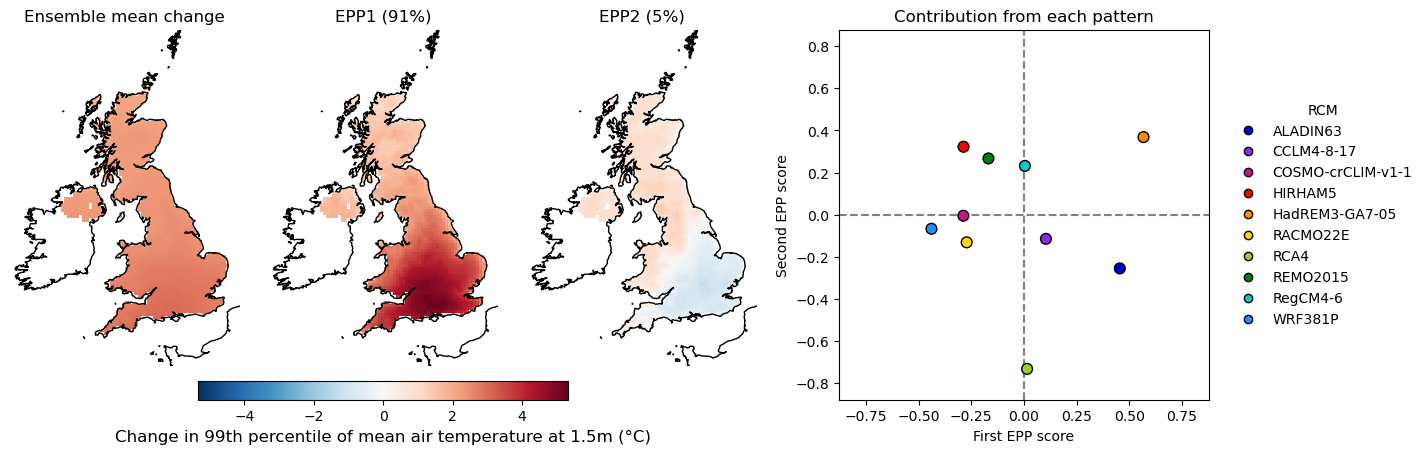 Ensemble mean change
EPP1 (91%)
EPP2 (5%)
−4 −2 0 2 4
Change in 99th percentile of mean air temperature at 1.5m (°C)
Contribution from each pattern
Second EPP score
0.8
0.6
0.4
0.2
0.0
−0.2
−0.4
−0.6
−0.8
−0.75 −0.50 −0.25 0.00 0.25 0.50 0.75
First EPP score
RCM
ALADIN63
CCLM4-8-17
COSMO-crCLIM-v1-1
HIRHAM5
HadREM3-GA7-05
RACMO22E
RCA4
REMO2015
RegCM4-6
WRF381P